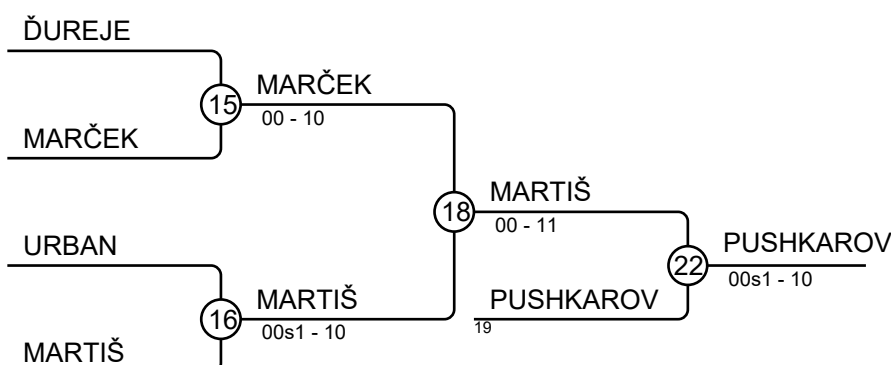 ĎUREJE
15
MARČEK
00 - 10
MARČEK
18
MARTIŠ
00 - 11
URBAN
22
PUSHKAROV
00s1 - 10
16
MARTIŠ
00s1 - 10
PUSHKAROV
19
MARTIŠ